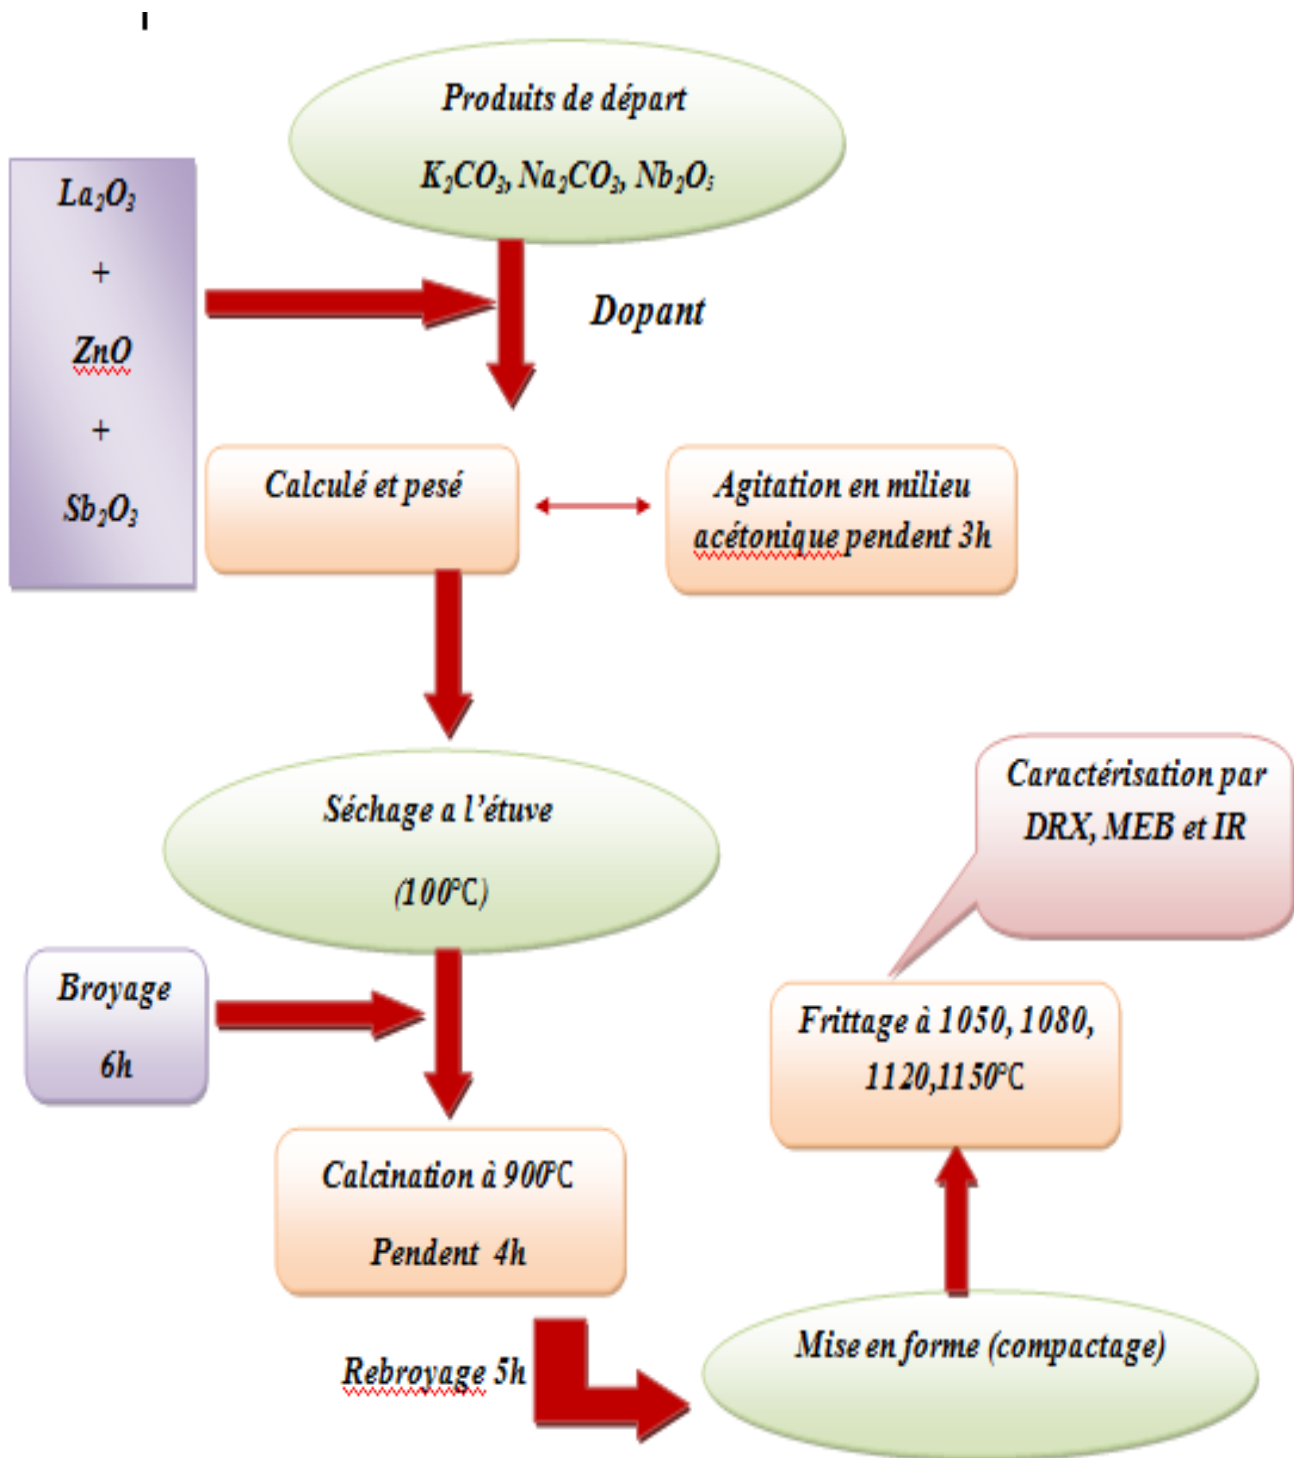 Produits de départ
K₂CO₃, Na₂CO₃, Nb₂O₅
La₂O₃
+
ZnO
+
Sb₂O₃
Dopant
Calculé et pesé
Agitation en milieu
acétonique pendent 3h
Séchage a l'étuve
(100°C)
Broyage
6h
Calcination à 900°C
Pendent 4h
Rebroyage 5h
Mise en forme (compactage)
Frittage à 1050, 1080,
1120,1150°C
Caractérisation par
DRX, MEB et IR